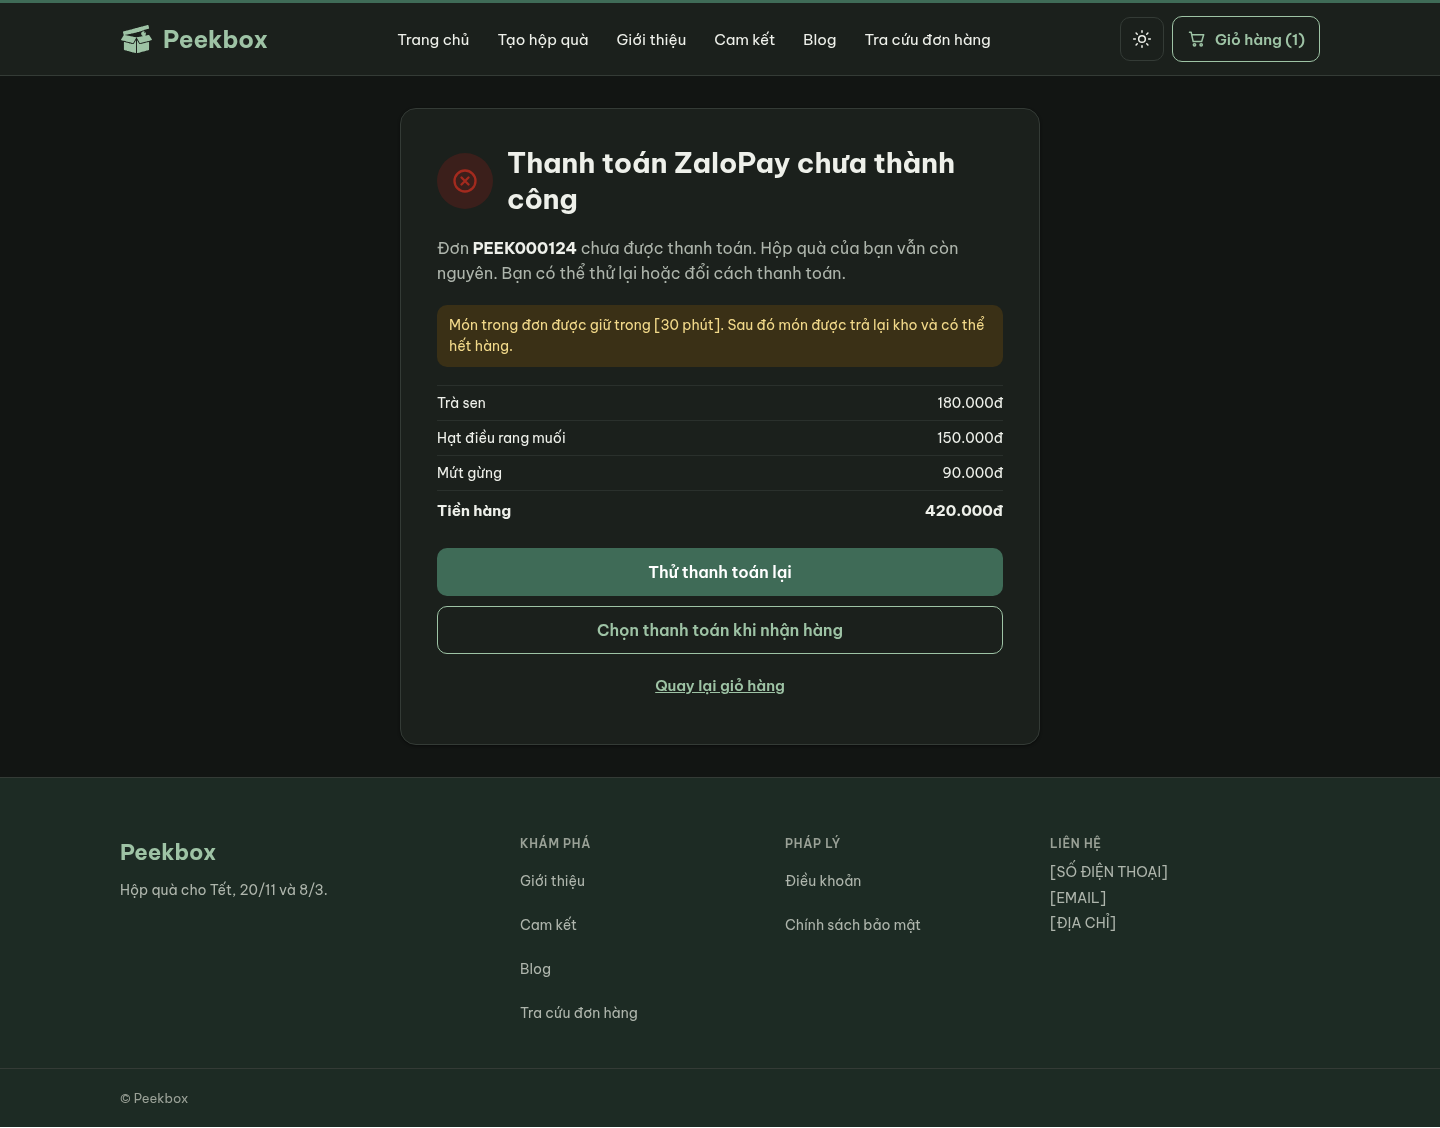 Peekbox
Trang chủ
Tạo hộp quà
Giới thiệu
Cam kết
Blog
Tra cứu đơn hàng
Giỏ hàng (1)
Thanh toán ZaloPay chưa thành
công
Đơn PEEK000124 chưa được thanh toán. Hộp quà của bạn vẫn còn
nguyên. Bạn có thể thử lại hoặc đổi cách thanh toán.
Món trong đơn được giữ trong [30 phút]. Sau đó món được trả lại kho và có thể
hết hàng.
Trà sen 180.000đ
Hạt điều rang muối 150.000đ
Mứt gừng 90.000đ
Tiền hàng 420.000đ
Thử thanh toán lại
Chọn thanh toán khi nhận hàng
Quay lại giỏ hàng
Peekbox
Hộp quà cho Tết, 20/11 và 8/3.
KHÁM PHÁ
Giới thiệu
Cam kết
Blog
Tra cứu đơn hàng
PHÁP LÝ
Điều khoản
Chính sách bảo mật
LIÊN HỆ
[SỐ ĐIỆN THOẠI]
[EMAIL]
[ĐỊA CHỈ]
© Peekbox